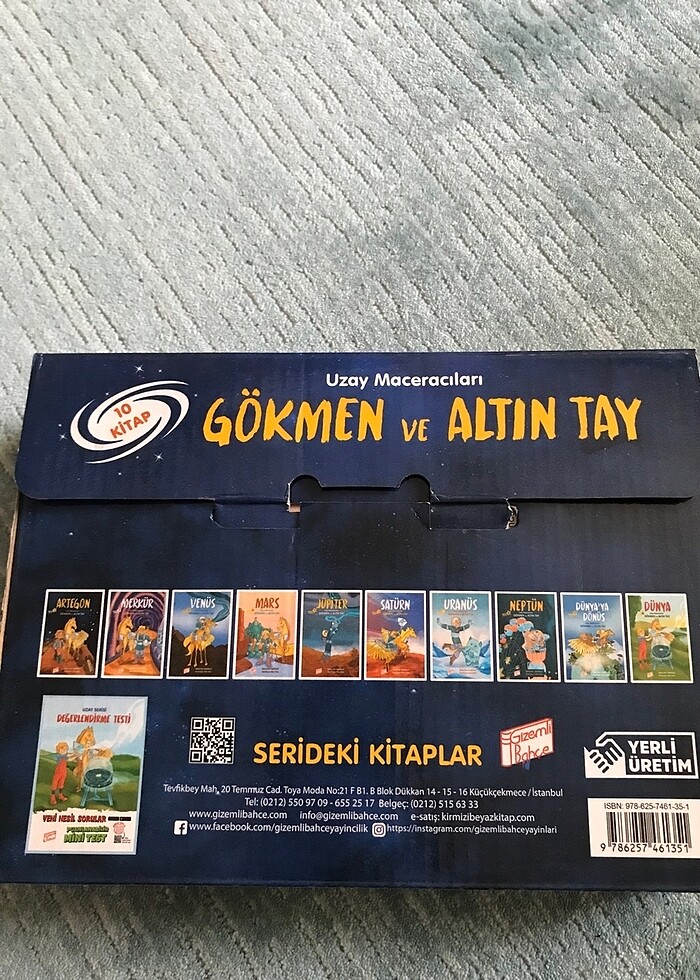 Uzay Maceracıları
10
KİTAP
GÖKMEN VE ALTIN TAY
ARTEGON
MERKÜR
VENÜS
MARS
JÜPİTER
SATÜRN
URANÜS
NEPTÜN
DÜNYA'YA
DÖNÜŞ
DÜNYA
UZAY SERİSİ
DEĞERLENDİRME TESTİ
YENİ NESİL SORULAR
MİNİ TEST
SERİDEKİ KİTAPLAR
Gizemli
Bahçe
YERLİ
ÜRETİM
Tevfikbey Mah. 20 Temmuz Cad. Toya Moda No:21 F B1. B Blok Dükkan 14 - 15 - 16 Küçükçekmece / İstanbul
Tel: (0212) 550 97 09 - 655 25 17 Belgeç: (0212) 515 63 33
www.gizemlibahce.com info@gizemlibahce.com e-satış: kirmizibeyazkitap.com
www.facebook.com/gizemlibahceyayincilik https://instagram.com/gizemlibahceyayinlari
ISBN: 978-625-7461-35-1
9 786257 461351